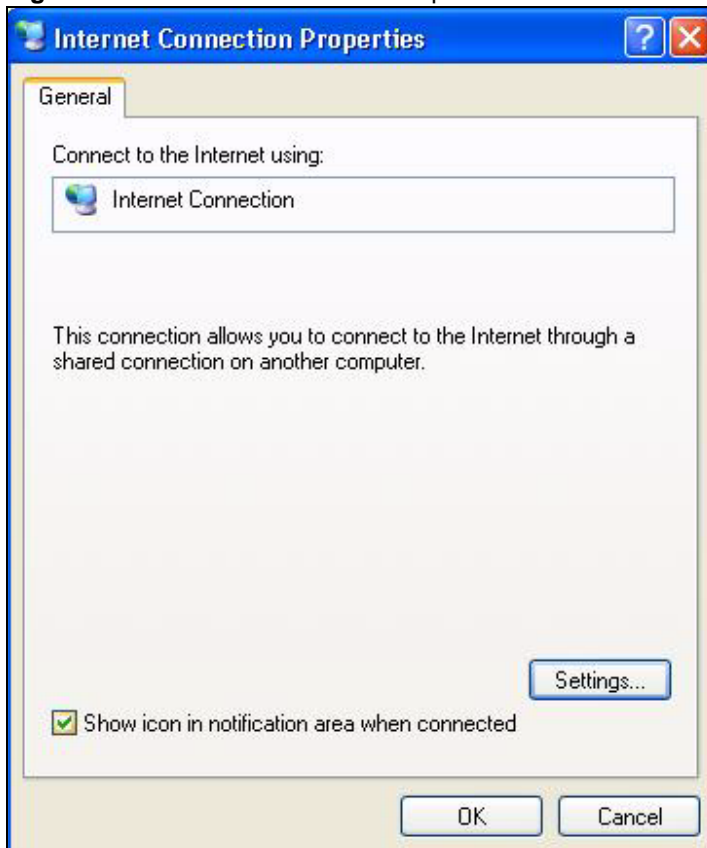 Internet Connection Properties
General
Connect to the Internet using:
Internet Connection
This connection allows you to connect to the Internet through a
shared connection on another computer.
Settings...
Show icon in notification area when connected
OK
Cancel